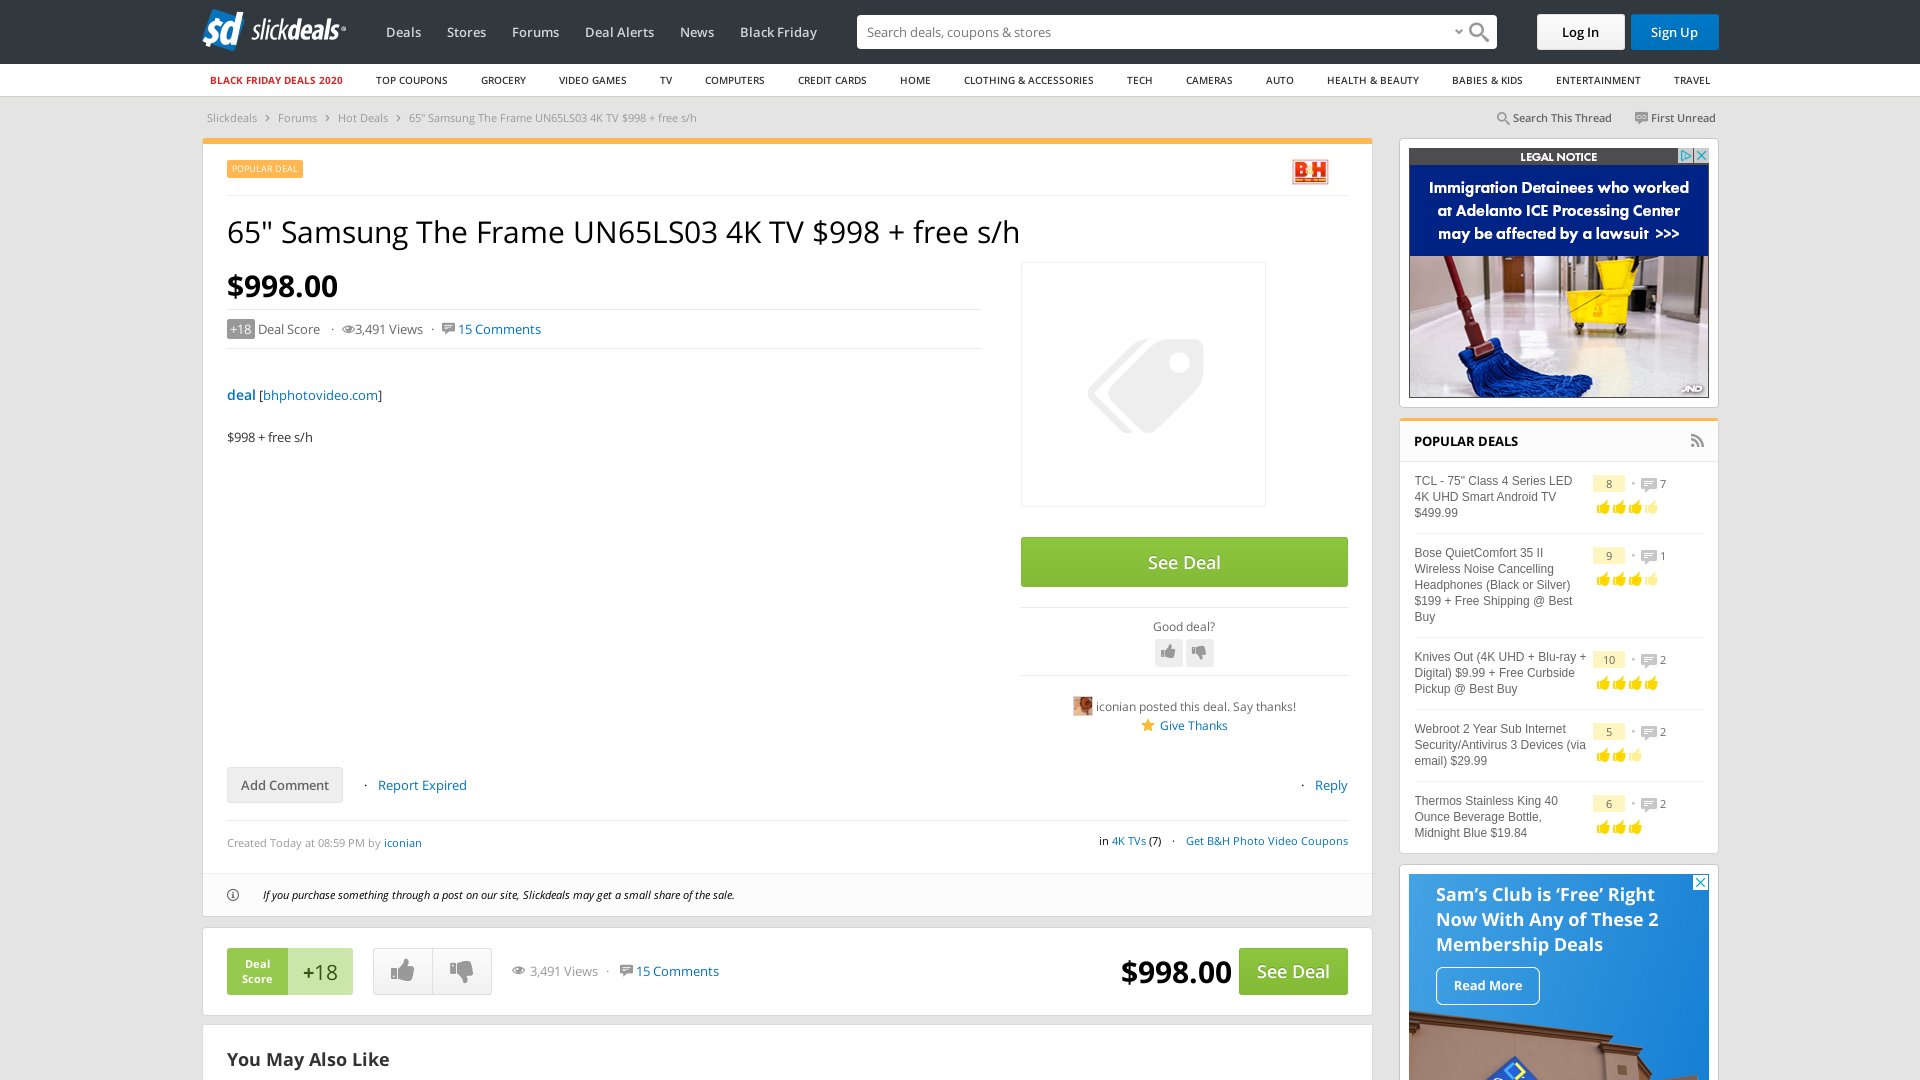 slickdeals
Deals
Stores
Forums
Deal Alerts
News
Black Friday
Search deals, coupons & stores
Log In
Sign Up
BLACK FRIDAY DEALS 2020
TOP COUPONS
GROCERY
VIDEO GAMES
TV
COMPUTERS
CREDIT CARDS
HOME
CLOTHING & ACCESSORIES
TECH
CAMERAS
AUTO
HEALTH & BEAUTY
BABIES & KIDS
ENTERTAINMENT
TRAVEL
Slickdeals › Forums › Hot Deals › 65" Samsung The Frame UN65LS03 4K TV $998 + free s/h
Search This Thread
First Unread
POPULAR DEAL
B&H
65" Samsung The Frame UN65LS03 4K TV $998 + free s/h
$998.00
+18 Deal Score · 3,491 Views · 15 Comments
deal [bhphotovideo.com]
$998 + free s/h
See Deal
Good deal?
iconian posted this deal. Say thanks!
Give Thanks
Add Comment · Report Expired
· Reply
Created Today at 08:59 PM by iconian
in 4K TVs (7) · Get B&H Photo Video Coupons
If you purchase something through a post on our site, Slickdeals may get a small share of the sale.
Deal
Score
+18
3,491 Views · 15 Comments
$998.00
See Deal
You May Also Like
LEGAL NOTICE
Immigration Detainees who worked
at Adelanto ICE Processing Center
may be affected by a lawsuit >>>
JND
POPULAR DEALS
TCL - 75" Class 4 Series LED
4K UHD Smart Android TV
$499.99
8 • 7
Bose QuietComfort 35 II
Wireless Noise Cancelling
Headphones (Black or Silver)
$199 + Free Shipping @ Best
Buy
9 • 1
Knives Out (4K UHD + Blu-ray +
Digital) $9.99 + Free Curbside
Pickup @ Best Buy
10 • 2
Webroot 2 Year Sub Internet
Security/Antivirus 3 Devices (via
email) $29.99
5 • 2
Thermos Stainless King 40
Ounce Beverage Bottle,
Midnight Blue $19.84
6 • 2
Sam's Club is ‘Free’ Right
Now With Any of These 2
Membership Deals
Read More